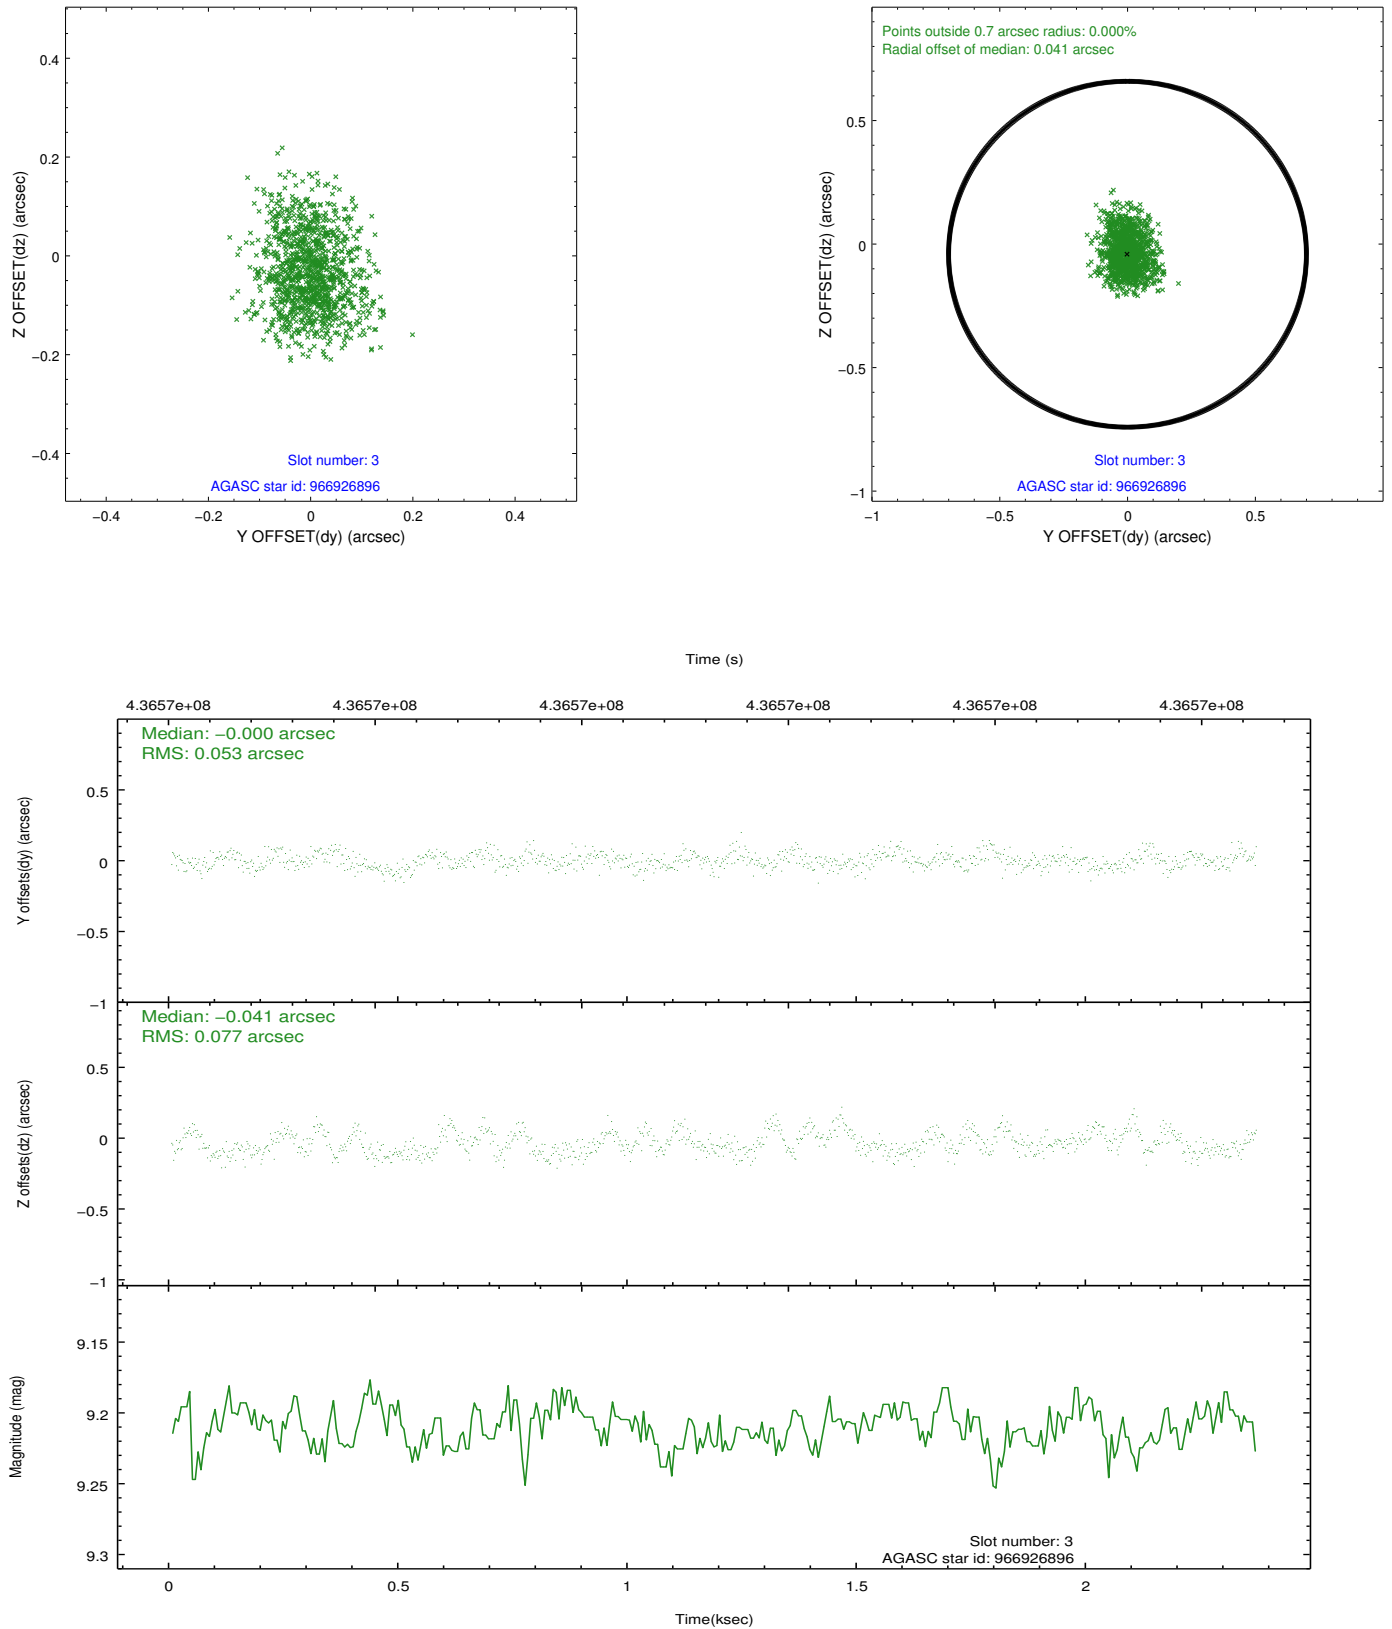 0.4
0.2
0
−0.2
−0.4
Z OFFSET(dz) (arcsec)
−0.4
−0.2
0
0.2
0.4
Y OFFSET(dy) (arcsec)
Slot number: 3
AGASC star id: 966926896
Points outside 0.7 arcsec radius: 0.000%
Radial offset of median: 0.041 arcsec
0.5
0
−0.5
−1
Z OFFSET(dz) (arcsec)
Slot number: 3
AGASC star id: 966926896
−1
−0.5
0
0.5
Y OFFSET(dy) (arcsec)
Time (s)
4.3657e+08
4.3657e+08
4.3657e+08
4.3657e+08
4.3657e+08
4.3657e+08
Median: −0.000 arcsec
RMS: 0.053 arcsec
0.5
0
−0.5
−1
Y offsets(dy) (arcsec)
Median: −0.041 arcsec
RMS: 0.077 arcsec
0.5
0
−0.5
−1
Z offsets(dz) (arcsec)
9.15
9.2
9.25
9.3
Magnitude (mag)
Slot number: 3
AGASC star id: 966926896
0
0.5
1
1.5
2
Time(ksec)